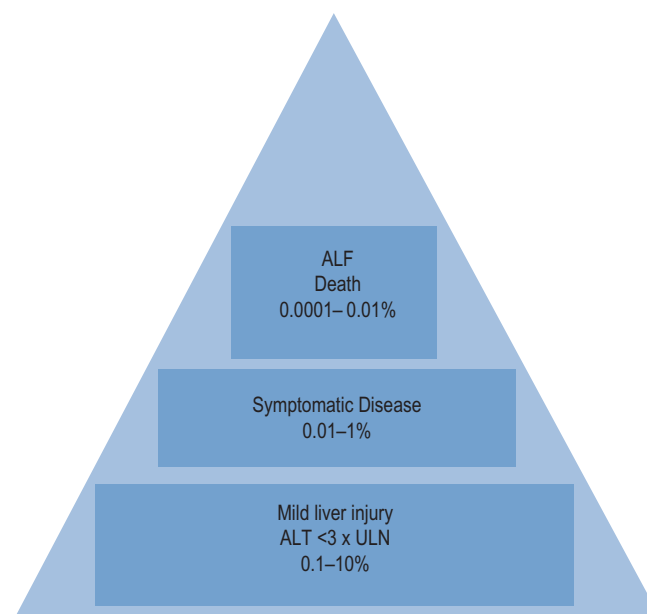 ALF
Death
0.0001– 0.01%
Symptomatic Disease
0.01–1%
Mild liver injury
ALT <3 x ULN
0.1–10%